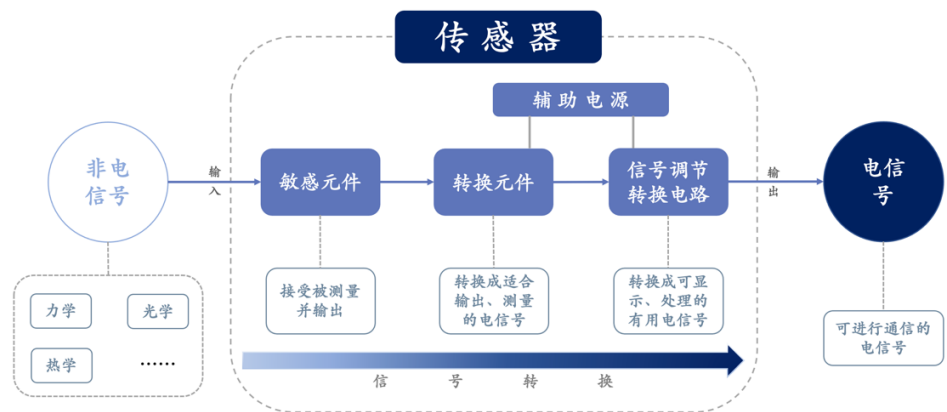 传感器
辅助电源
非电
信号
输
入
敏感元件
转换元件
信号调节
转换电路
输
出
电信
号
接受被测量
并输出
转换成适合
输出、测量
的电信号
转换成可显
示、处理的
有用电信号
力学
光学
热学
······
可进行通信的
电信号
信号转换